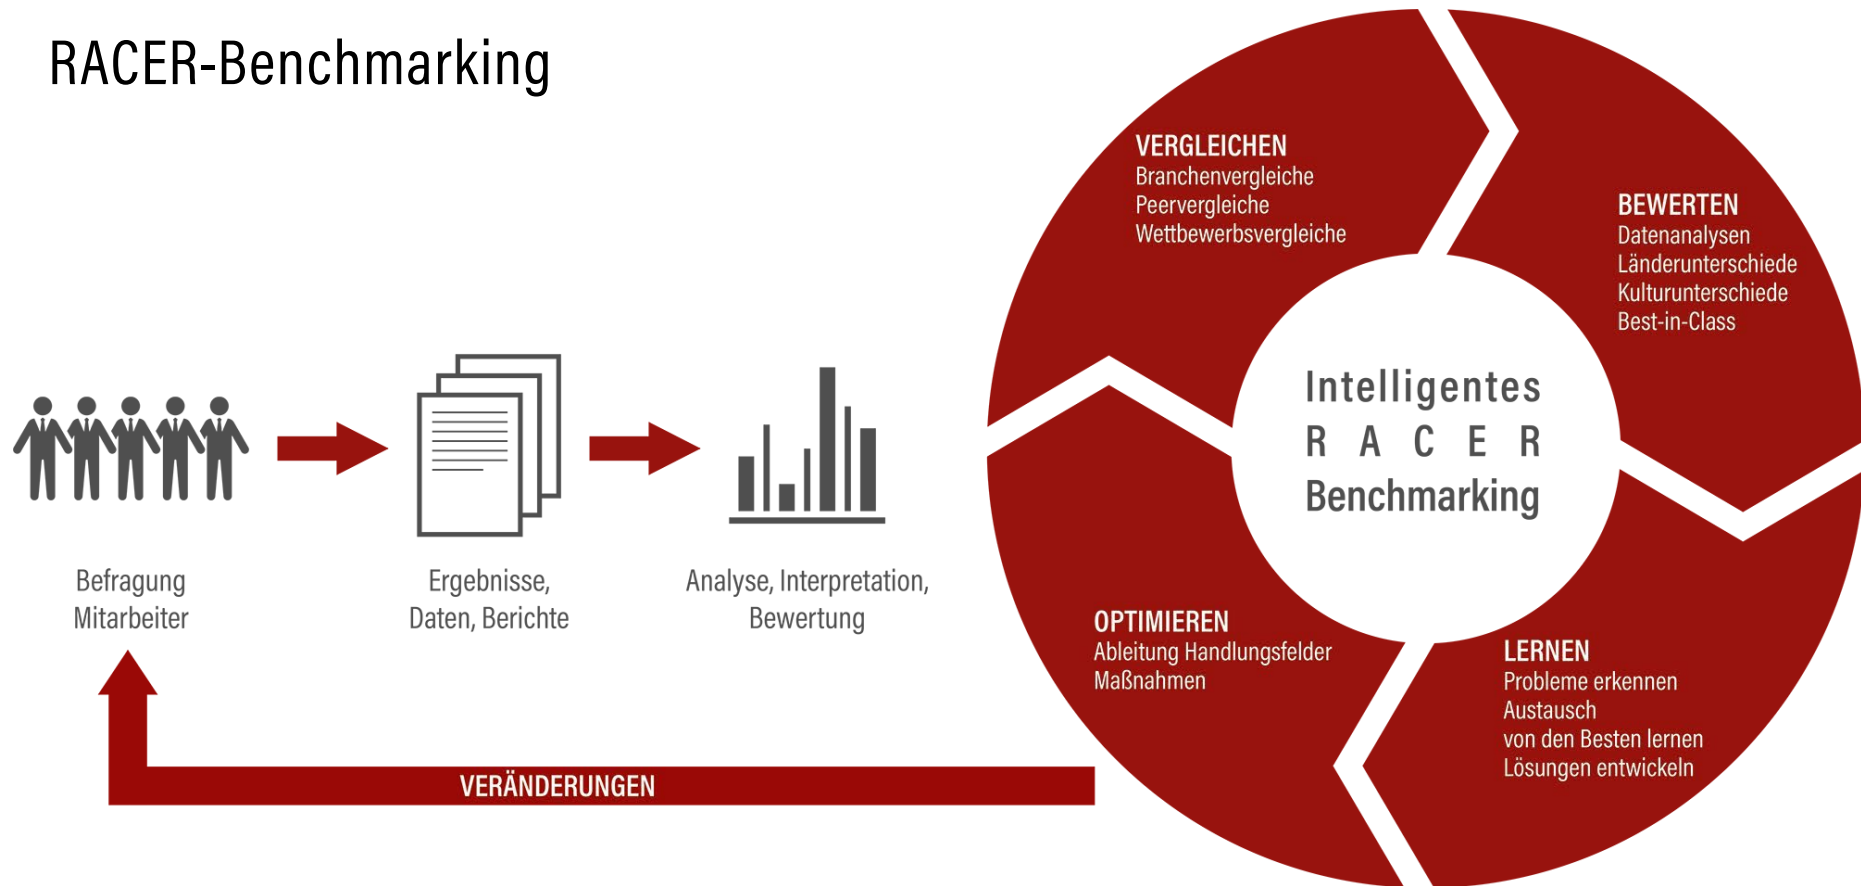 RACER-Benchmarking
Befragung
Mitarbeiter
Ergebnisse,
Daten, Berichte
Analyse, Interpretation,
Bewertung
VERÄNDERUNGEN
VERGLEICHEN
Branchenvergleiche
Peervergleiche
Wettbewerbsvergleiche
BEWERTEN
Datenanalysen
Länderunterschiede
Kulturunterschiede
Best-in-Class
Intelligentes
R A C E R
Benchmarking
LERNEN
Probleme erkennen
Austausch
von den Besten lernen
Lösungen entwickeln
OPTIMIEREN
Ableitung Handlungsfelder
Maßnahmen